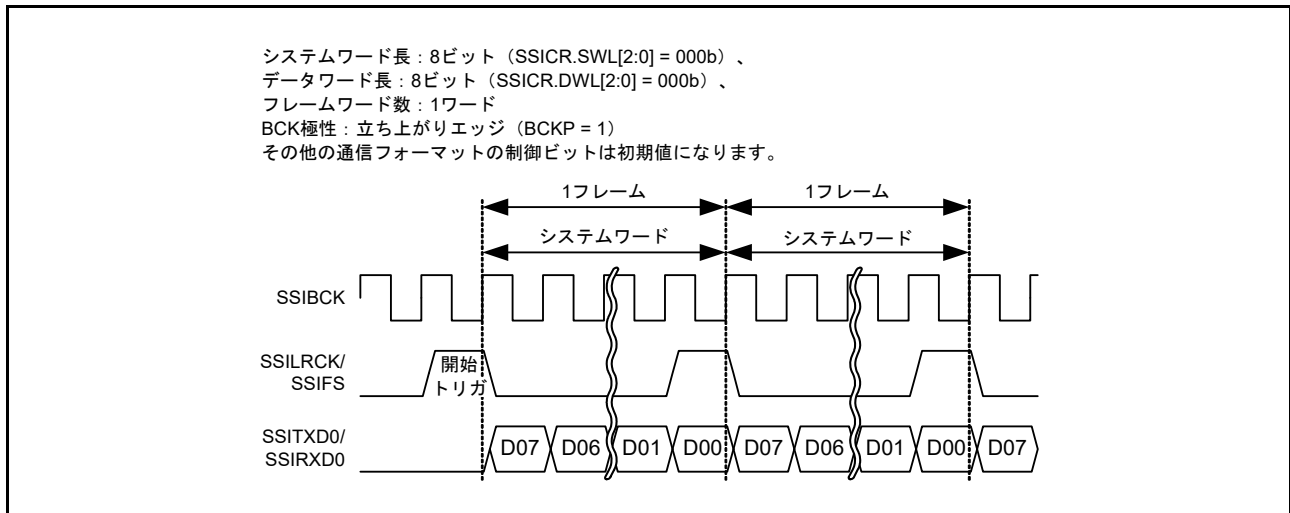 システムワード長：8ビット（SSICR.SWL[2:0] = 000b）、
データワード長：8ビット（SSICR.DWL[2:0] = 000b）、
フレームワード数：1ワード
BCK極性：立ち上がりエッジ（BCKP = 1）
その他の通信フォーマットの制御ビットは初期値になります。
1フレーム 1フレーム
システムワード システムワード
SSIBCK
SSILRCK/
SSIFS
開始
トリガ
SSITXD0/
SSIRXD0
D07 D06 D01 D00 D07 D06 D01 D00 D07